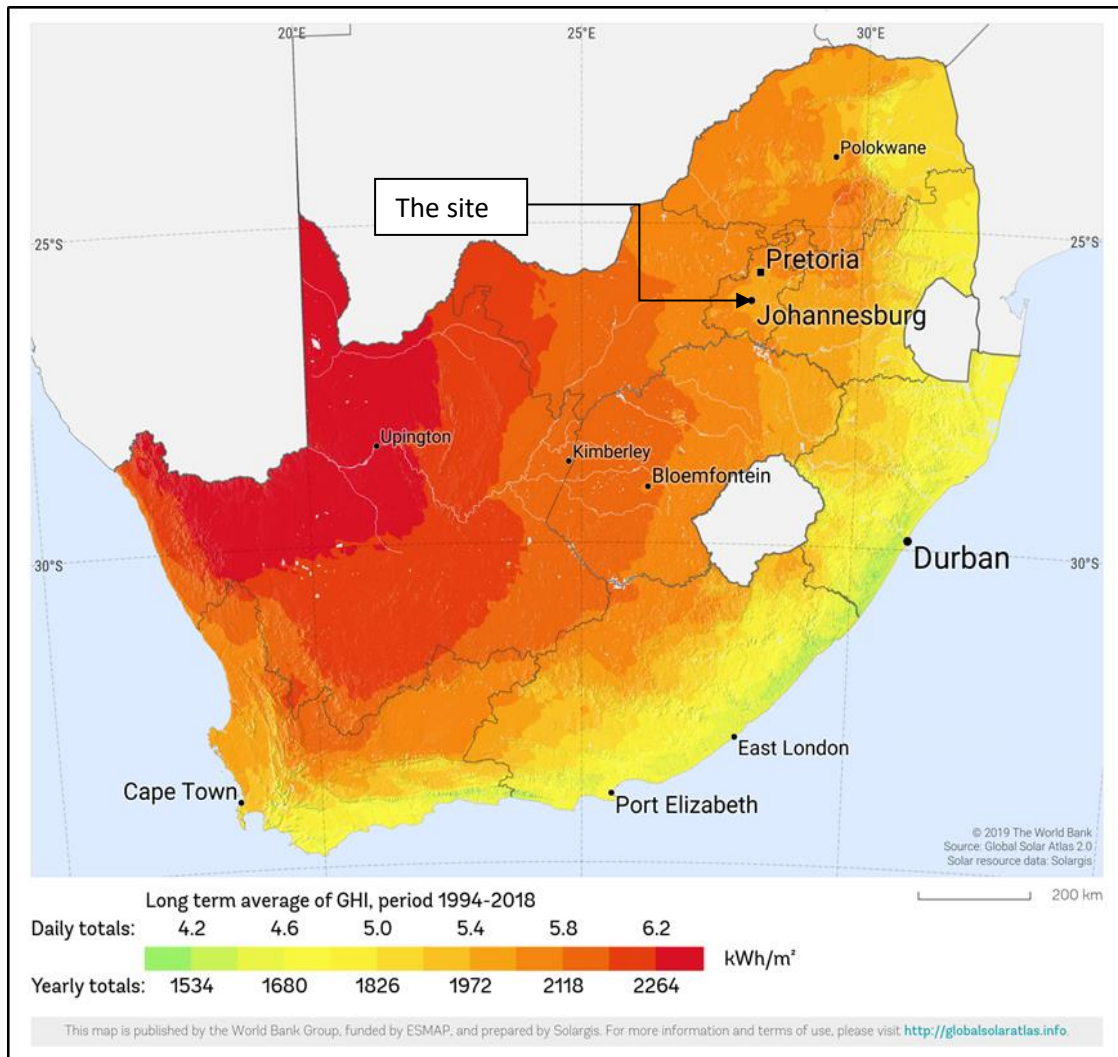 20°E 25°E 30°E
Polokwane
The site
25°S 25°S
Pretoria
Johannesburg
Upington
Kimberley
Bloemfontein
Durban
30°S 30°S
East London
Cape Town
Port Elizabeth
© 2019 The World Bank
Source: Global Solar Atlas 2.0
Solar resource data: Solargis
Long term average of GHI, period 1994-2018
200 km
Daily totals: 4.2 4.6 5.0 5.4 5.8 6.2
kWh/m²
Yearly totals: 1534 1680 1826 1972 2118 2264
This map is published by the World Bank Group, funded by ESMAP, and prepared by Solargis. For more information and terms of use, please visit http://globalsolaratlas.info.